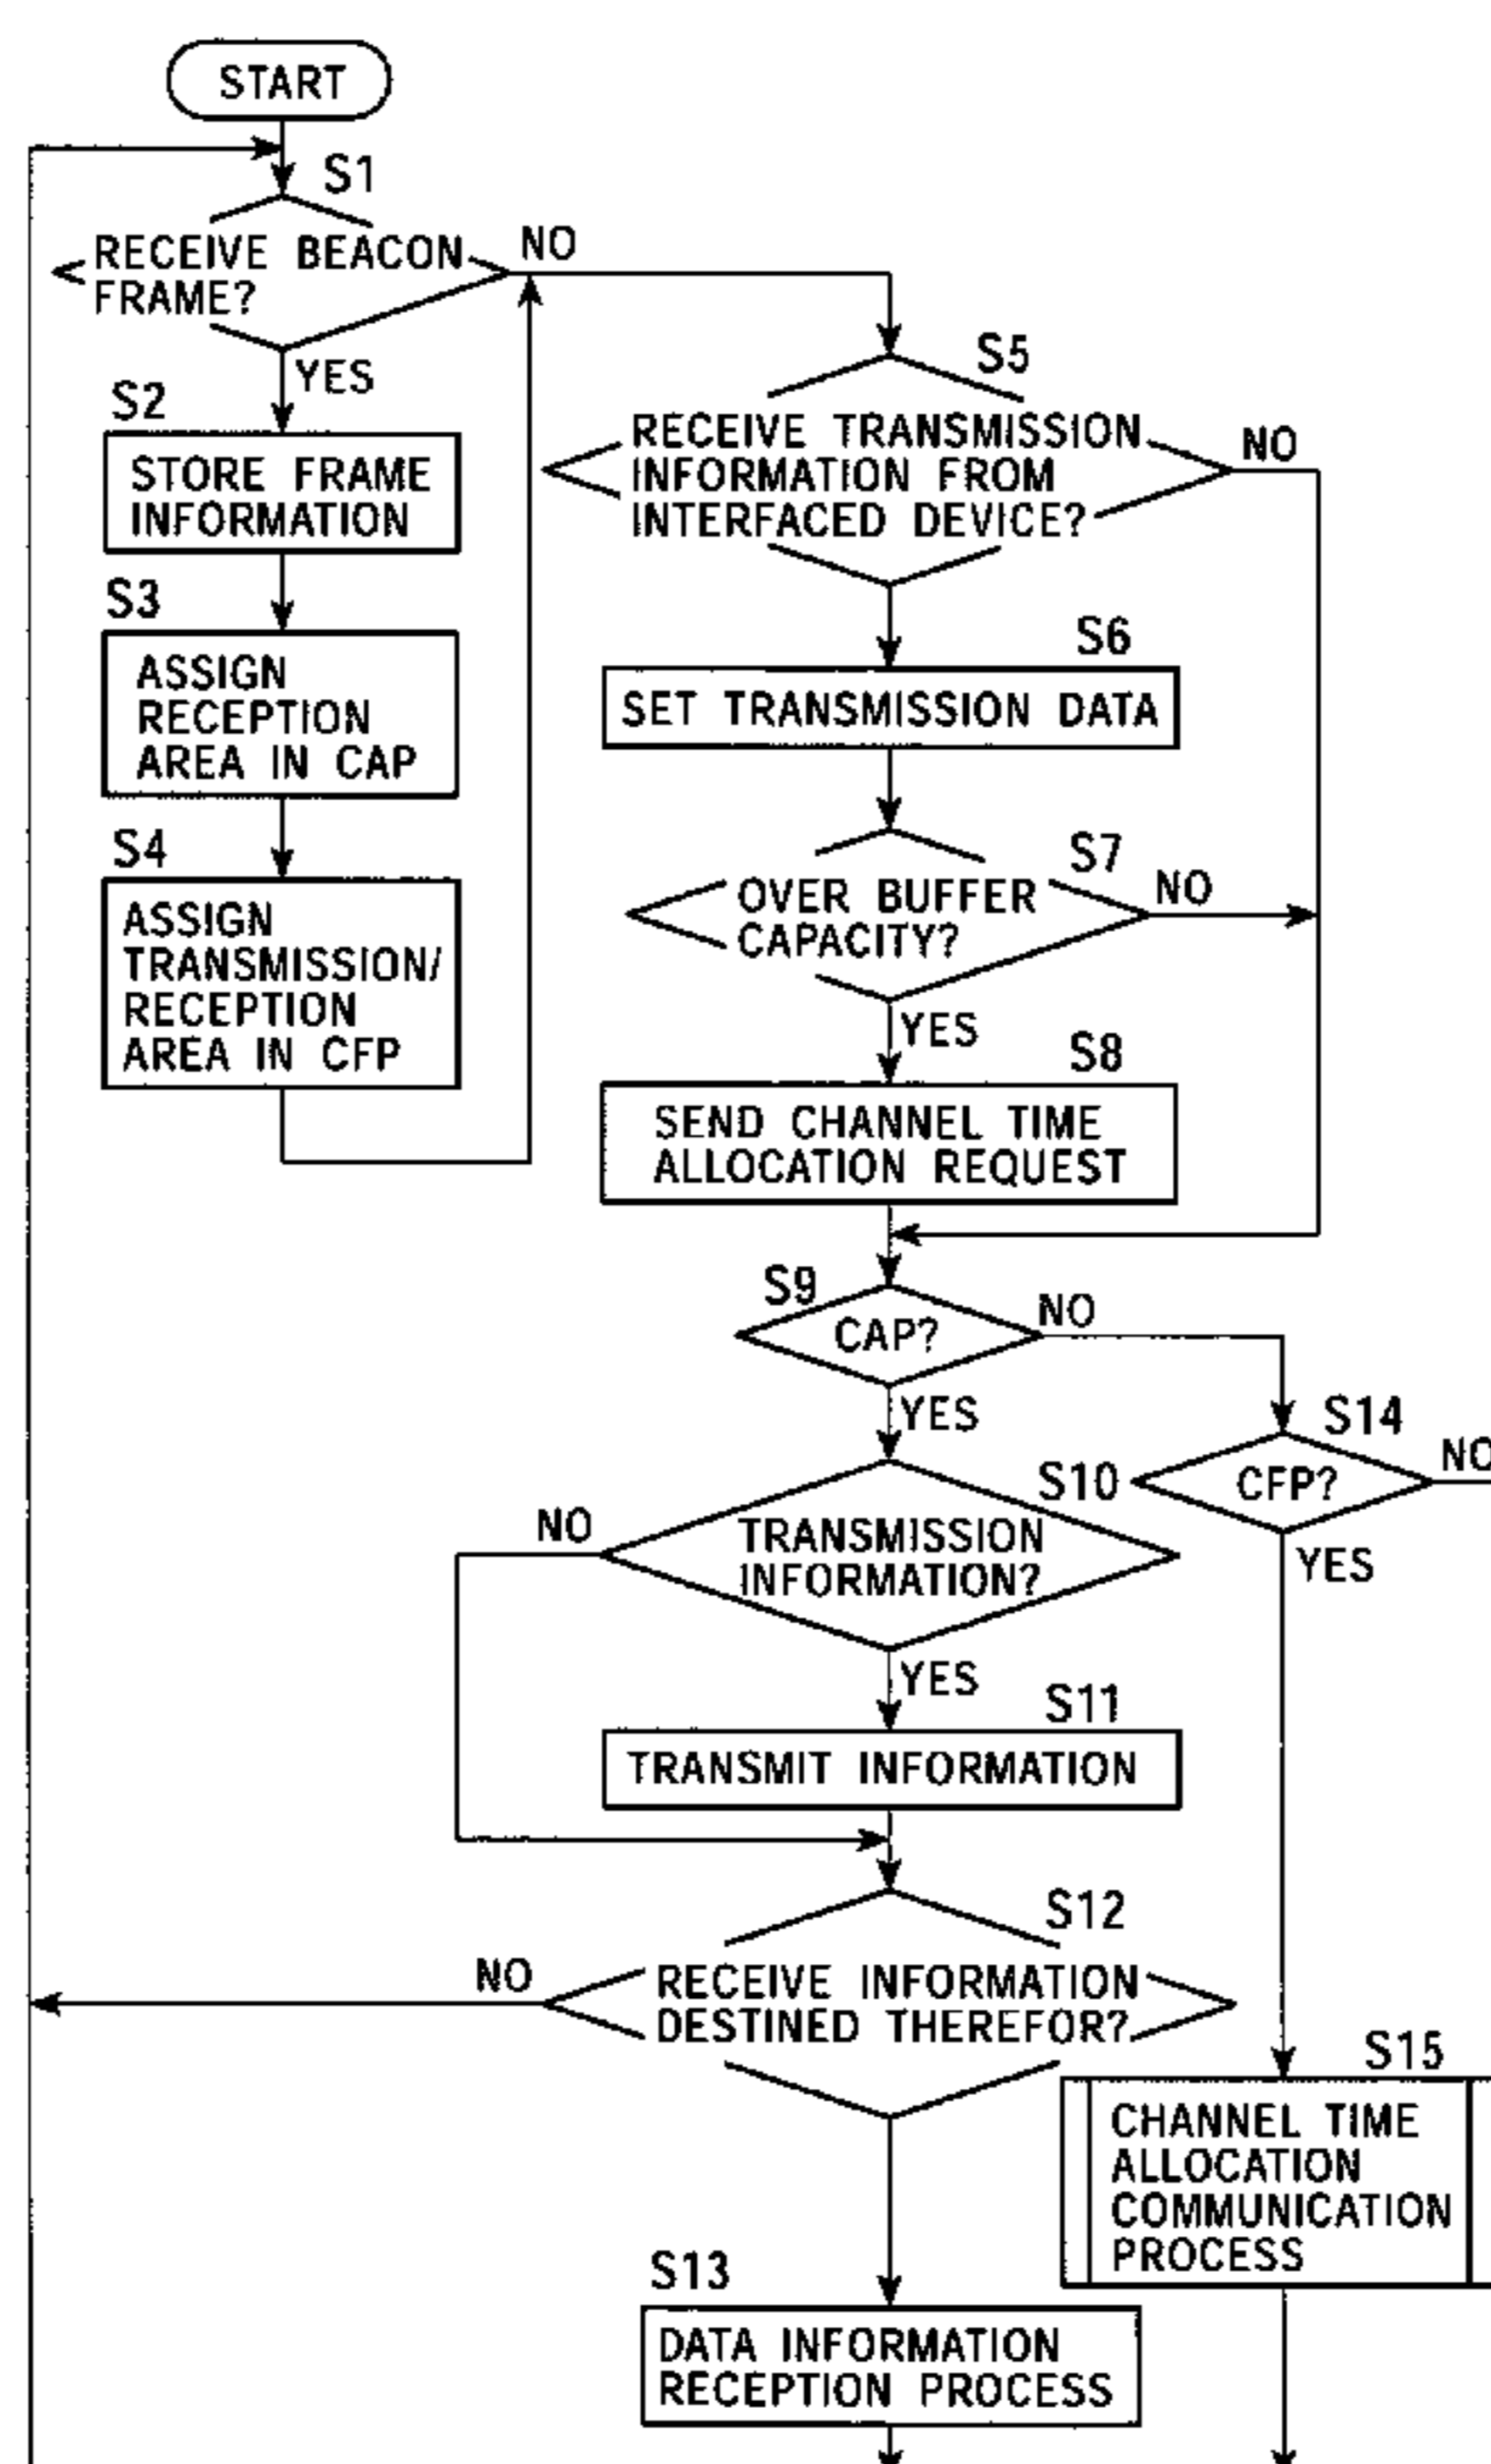 START
S1
RECEIVE BEACON
FRAME?
NO
YES
S2
STORE FRAME
INFORMATION
S3
ASSIGN
RECEPTION
AREA IN CAP
S4
ASSIGN
TRANSMISSION/
RECEPTION
AREA IN CFP
S5
RECEIVE TRANSMISSION
INFORMATION FROM
INTERFACED DEVICE?
NO
S6
SET TRANSMISSION DATA
S7
OVER BUFFER
CAPACITY?
NO
YES
S8
SEND CHANNEL TIME
ALLOCATION REQUEST
S9
CAP?
NO
YES
S10
TRANSMISSION
INFORMATION?
NO
YES
S11
TRANSMIT INFORMATION
S12
RECEIVE INFORMATION
DESTINED THEREFOR?
NO
S13
DATA INFORMATION
RECEPTION PROCESS
S14
CFP?
NO
YES
S15
CHANNEL TIME
ALLOCATION
COMMUNICATION
PROCESS